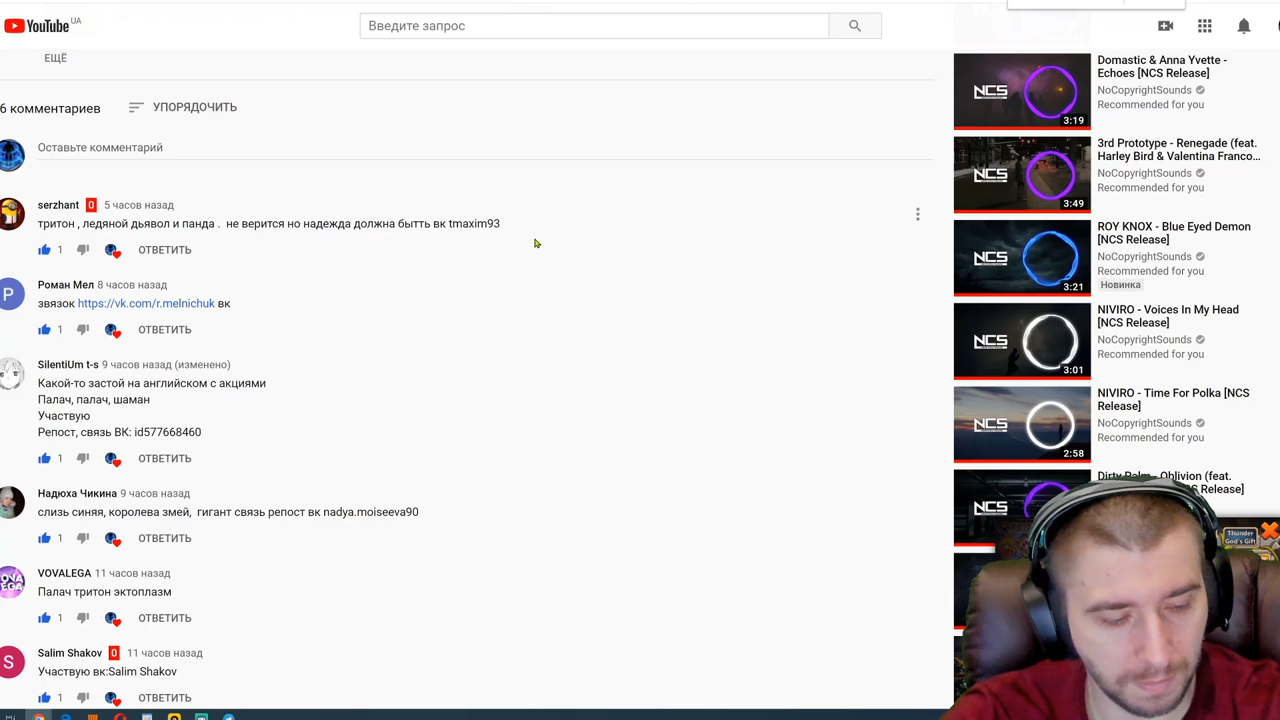 YouTube UA
Введите запрос
ЕЩЁ
6 комментариев
УПОРЯДОЧИТЬ
Оставьте комментарий
serzhant 0 5 часов назад
тритон , ледяной дьявол и панда . не верится но надежда должна бытть вк tmaxim93
1 ОТВЕТИТЬ
P
Роман Мел 8 часов назад
звязок https://vk.com/r.melnichuk вк
1 ОТВЕТИТЬ
SilentiUm t-s 9 часов назад (изменено)
Какой-то застой на английском с акциями
Палач, палач, шаман
Участвую
Репост, связь ВК: id577668460
1 ОТВЕТИТЬ
Надюха Чикина 9 часов назад
слизь синяя, королева змей, гигант связь репост вк nadya.moiseeva90
1 ОТВЕТИТЬ
VOVALEGA 11 часов назад
Палач тритон эктоплазм
1 ОТВЕТИТЬ
S
Salim Shakov 0 11 часов назад
Участвую вк:Salim Shakov
1 ОТВЕТИТЬ
NCS
3:19
Domastic & Anna Yvette -
Echoes [NCS Release]
NoCopyrightSounds
Recommended for you
NCS
3:49
3rd Prototype - Renegade (feat.
Harley Bird & Valentina Franco...
NoCopyrightSounds
Recommended for you
NCS
3:21
ROY KNOX - Blue Eyed Demon
[NCS Release]
NoCopyrightSounds
Recommended for you
Новинка
NCS
3:01
NIVIRO - Voices In My Head
[NCS Release]
NoCopyrightSounds
Recommended for you
NCS
2:58
NIVIRO - Time For Polka [NCS
Release]
NoCopyrightSounds
Recommended for you
NCS
Oblivion (feat.
Release]
Thunder
God's Gift